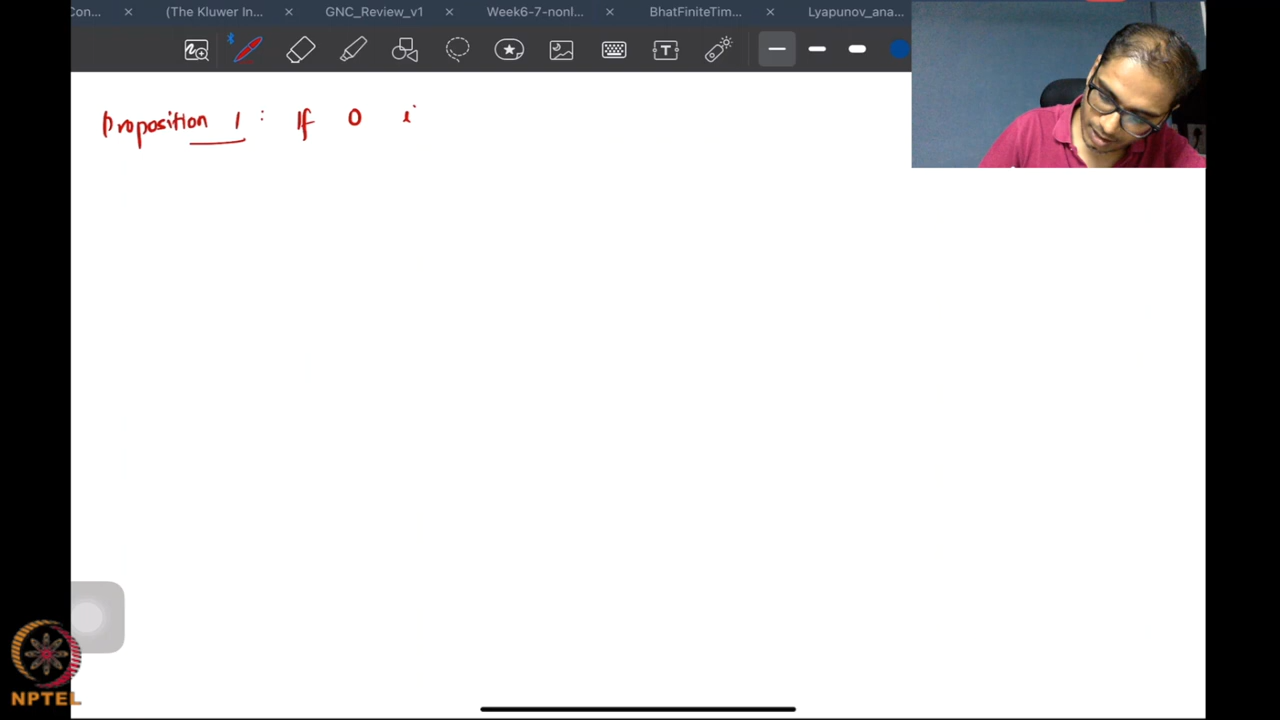 Con... (The Kluwer In... GNC_Review_v1 Week6-7-nonl... BhatFiniteTim... Lyapunov_ana...
T
Proposition 1 : If 0 i
NPTEL